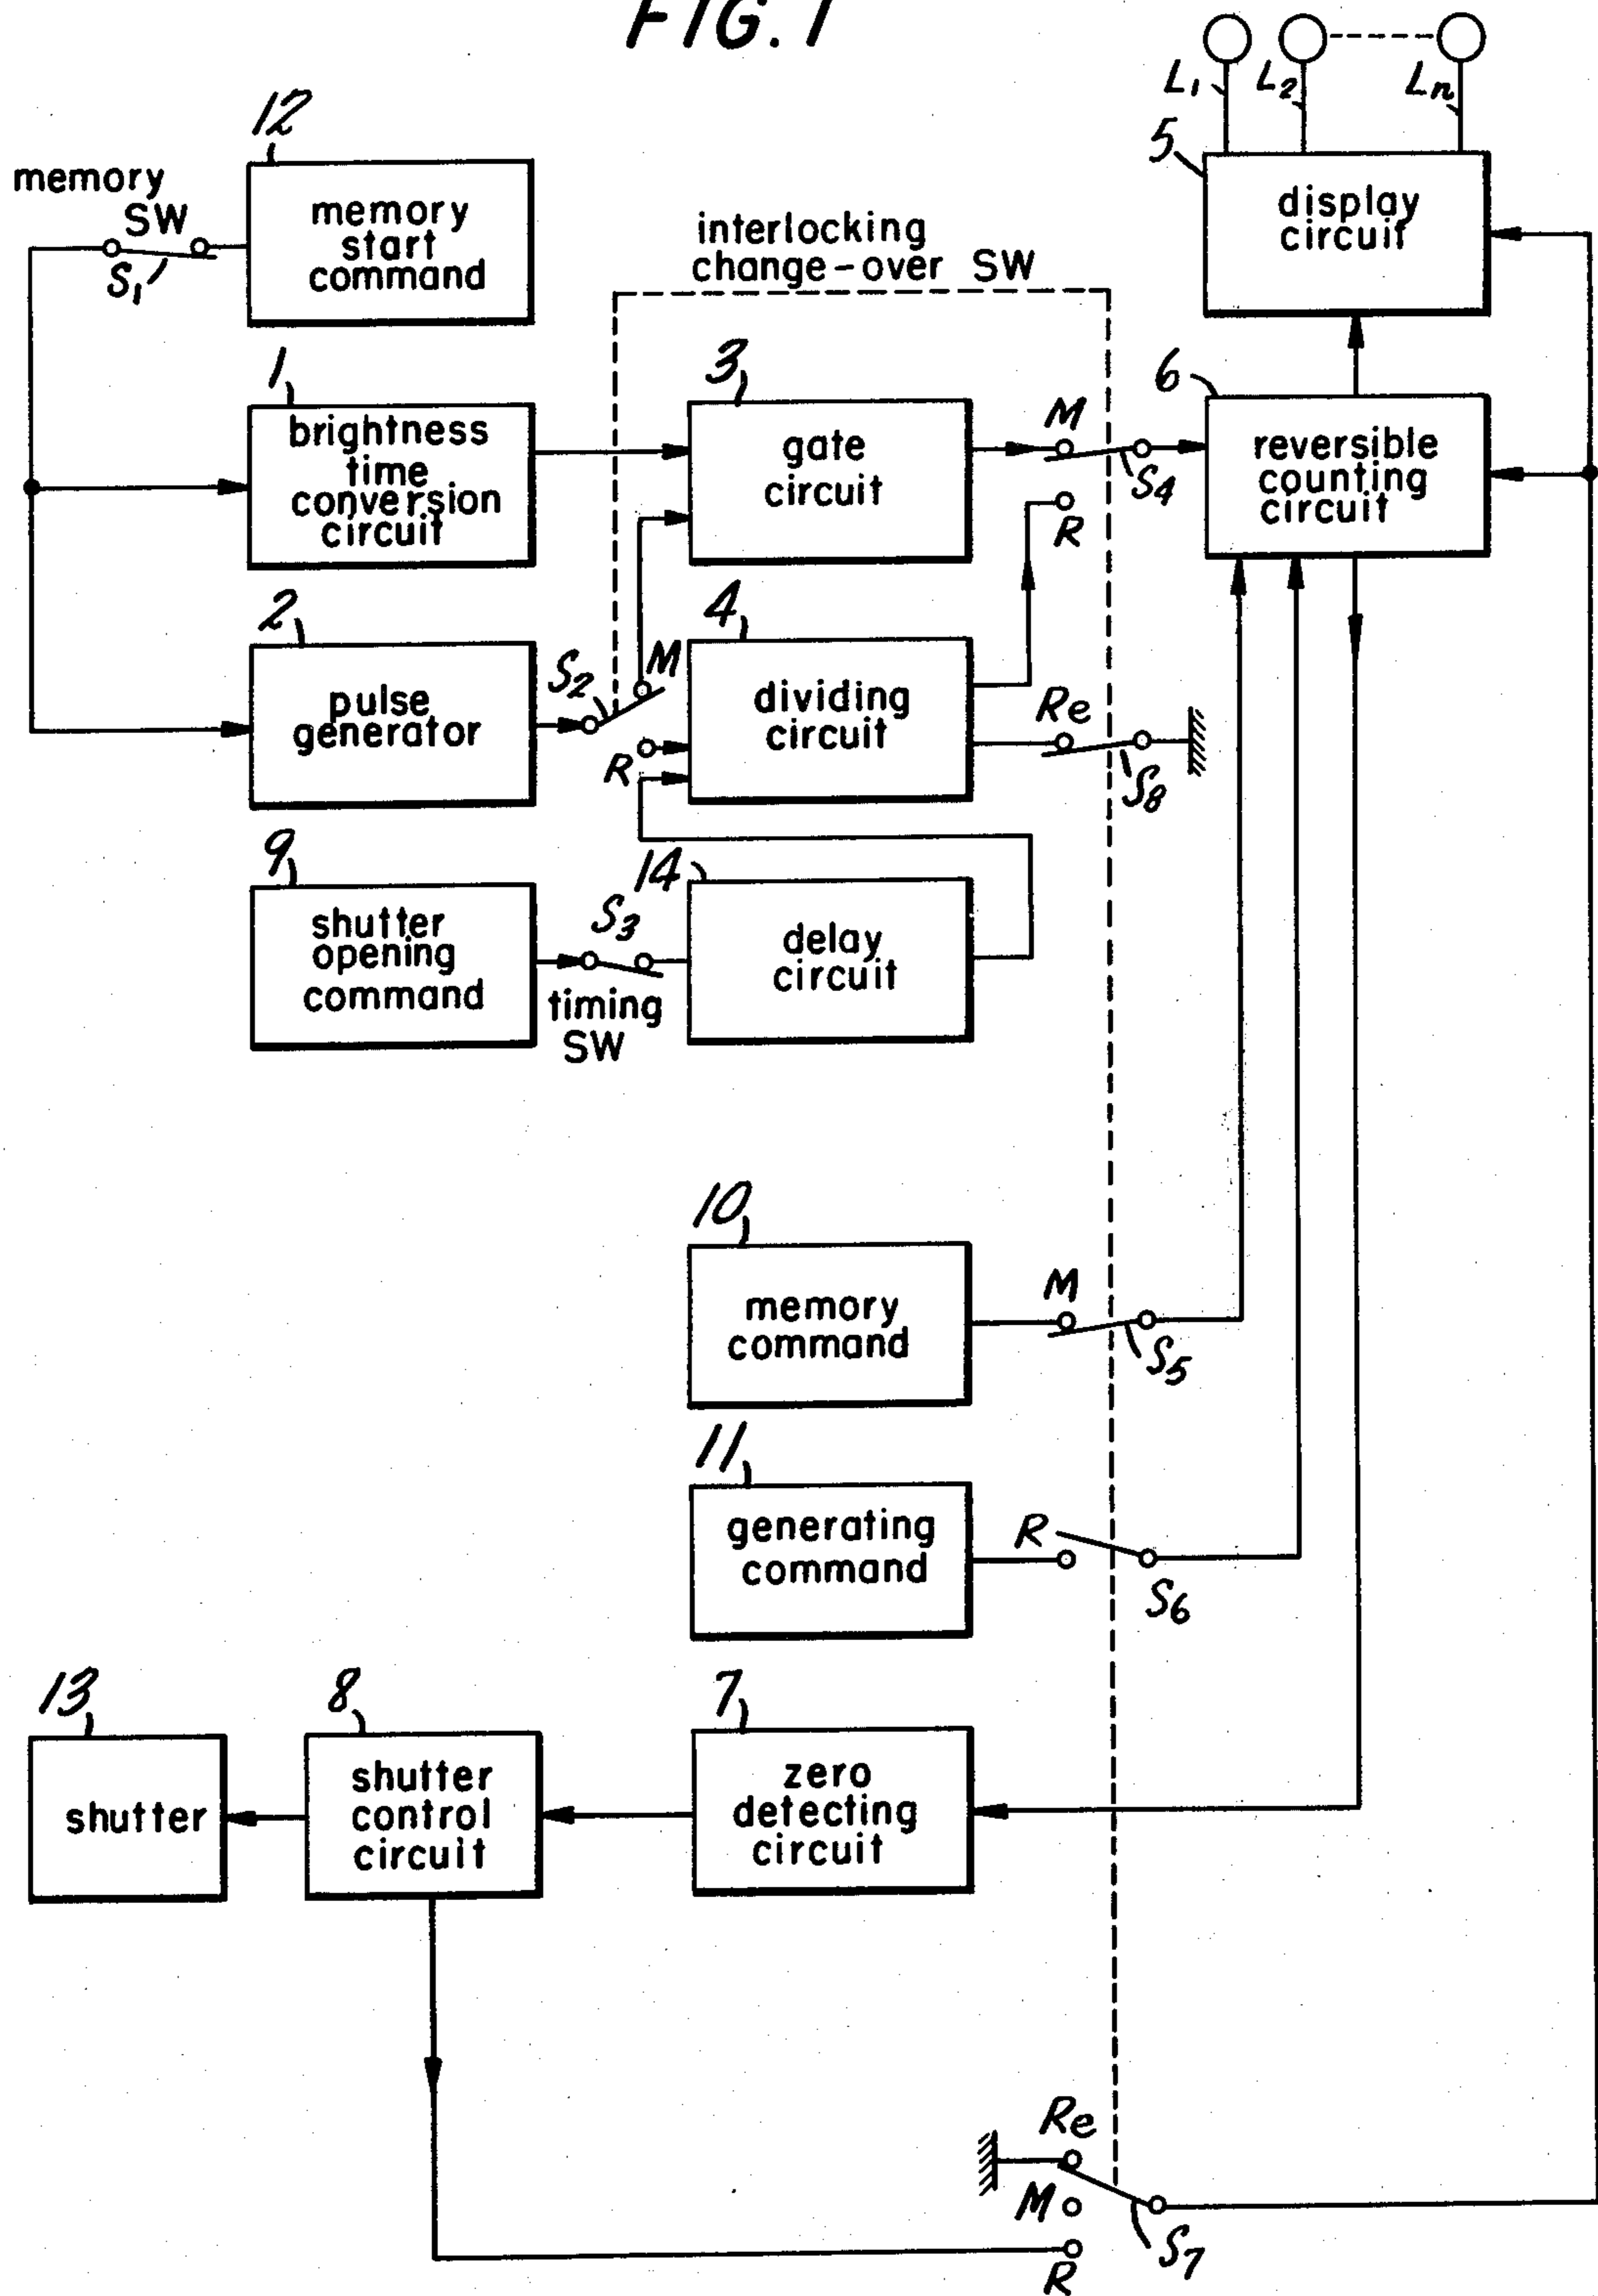 FIG. 1
L1 L2 Ln
5
display
circuit
12
memory
SW
S1
memory
start
command
interlocking
change-over SW
1
brightness
time
conversion
circuit
3
gate
circuit
M
S4
R
6
reversible
counting
circuit
2
pulse
generator
S2
M
R
4
dividing
circuit
Re
S8
9
shutter
opening
command
S3
timing
SW
14
delay
circuit
10
memory
command
M
S5
11
generating
command
R
S6
13
shutter
8
shutter
control
circuit
7
zero
detecting
circuit
Re
M
R
S7